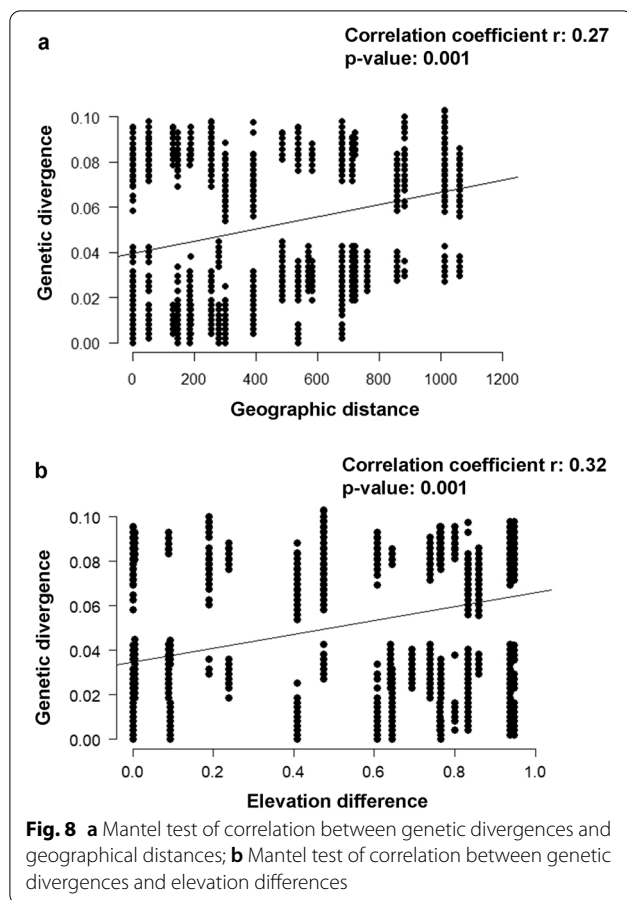 a
Correlation coefficient r: 0.27
p-value: 0.001
Genetic divergence
0.10
0.08
0.06
0.04
0.02
0.00
0 200 400 600 800 1000 1200
Geographic distance
b
Correlation coefficient r: 0.32
p-value: 0.001
Genetic divergence
0.10
0.08
0.06
0.04
0.02
0.00
0.0 0.2 0.4 0.6 0.8 1.0
Elevation difference
Fig. 8 a Mantel test of correlation between genetic divergences and
geographical distances; b Mantel test of correlation between genetic
divergences and elevation differences